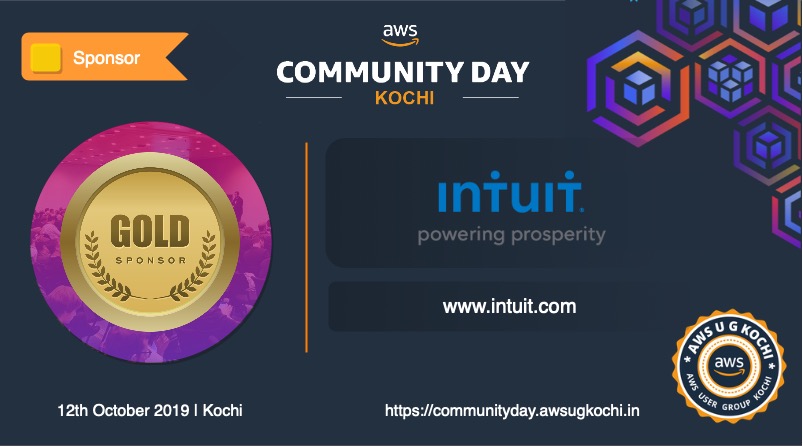 Sponsor
aws
COMMUNITY DAY
KOCHI
GOLD
SPONSOR
intuit.
powering prosperity
www.intuit.com
AWS U G KOCHI
aws
AWS USER GROUP KOCHI
12th October 2019 | Kochi
https://communityday.awsugkochi.in